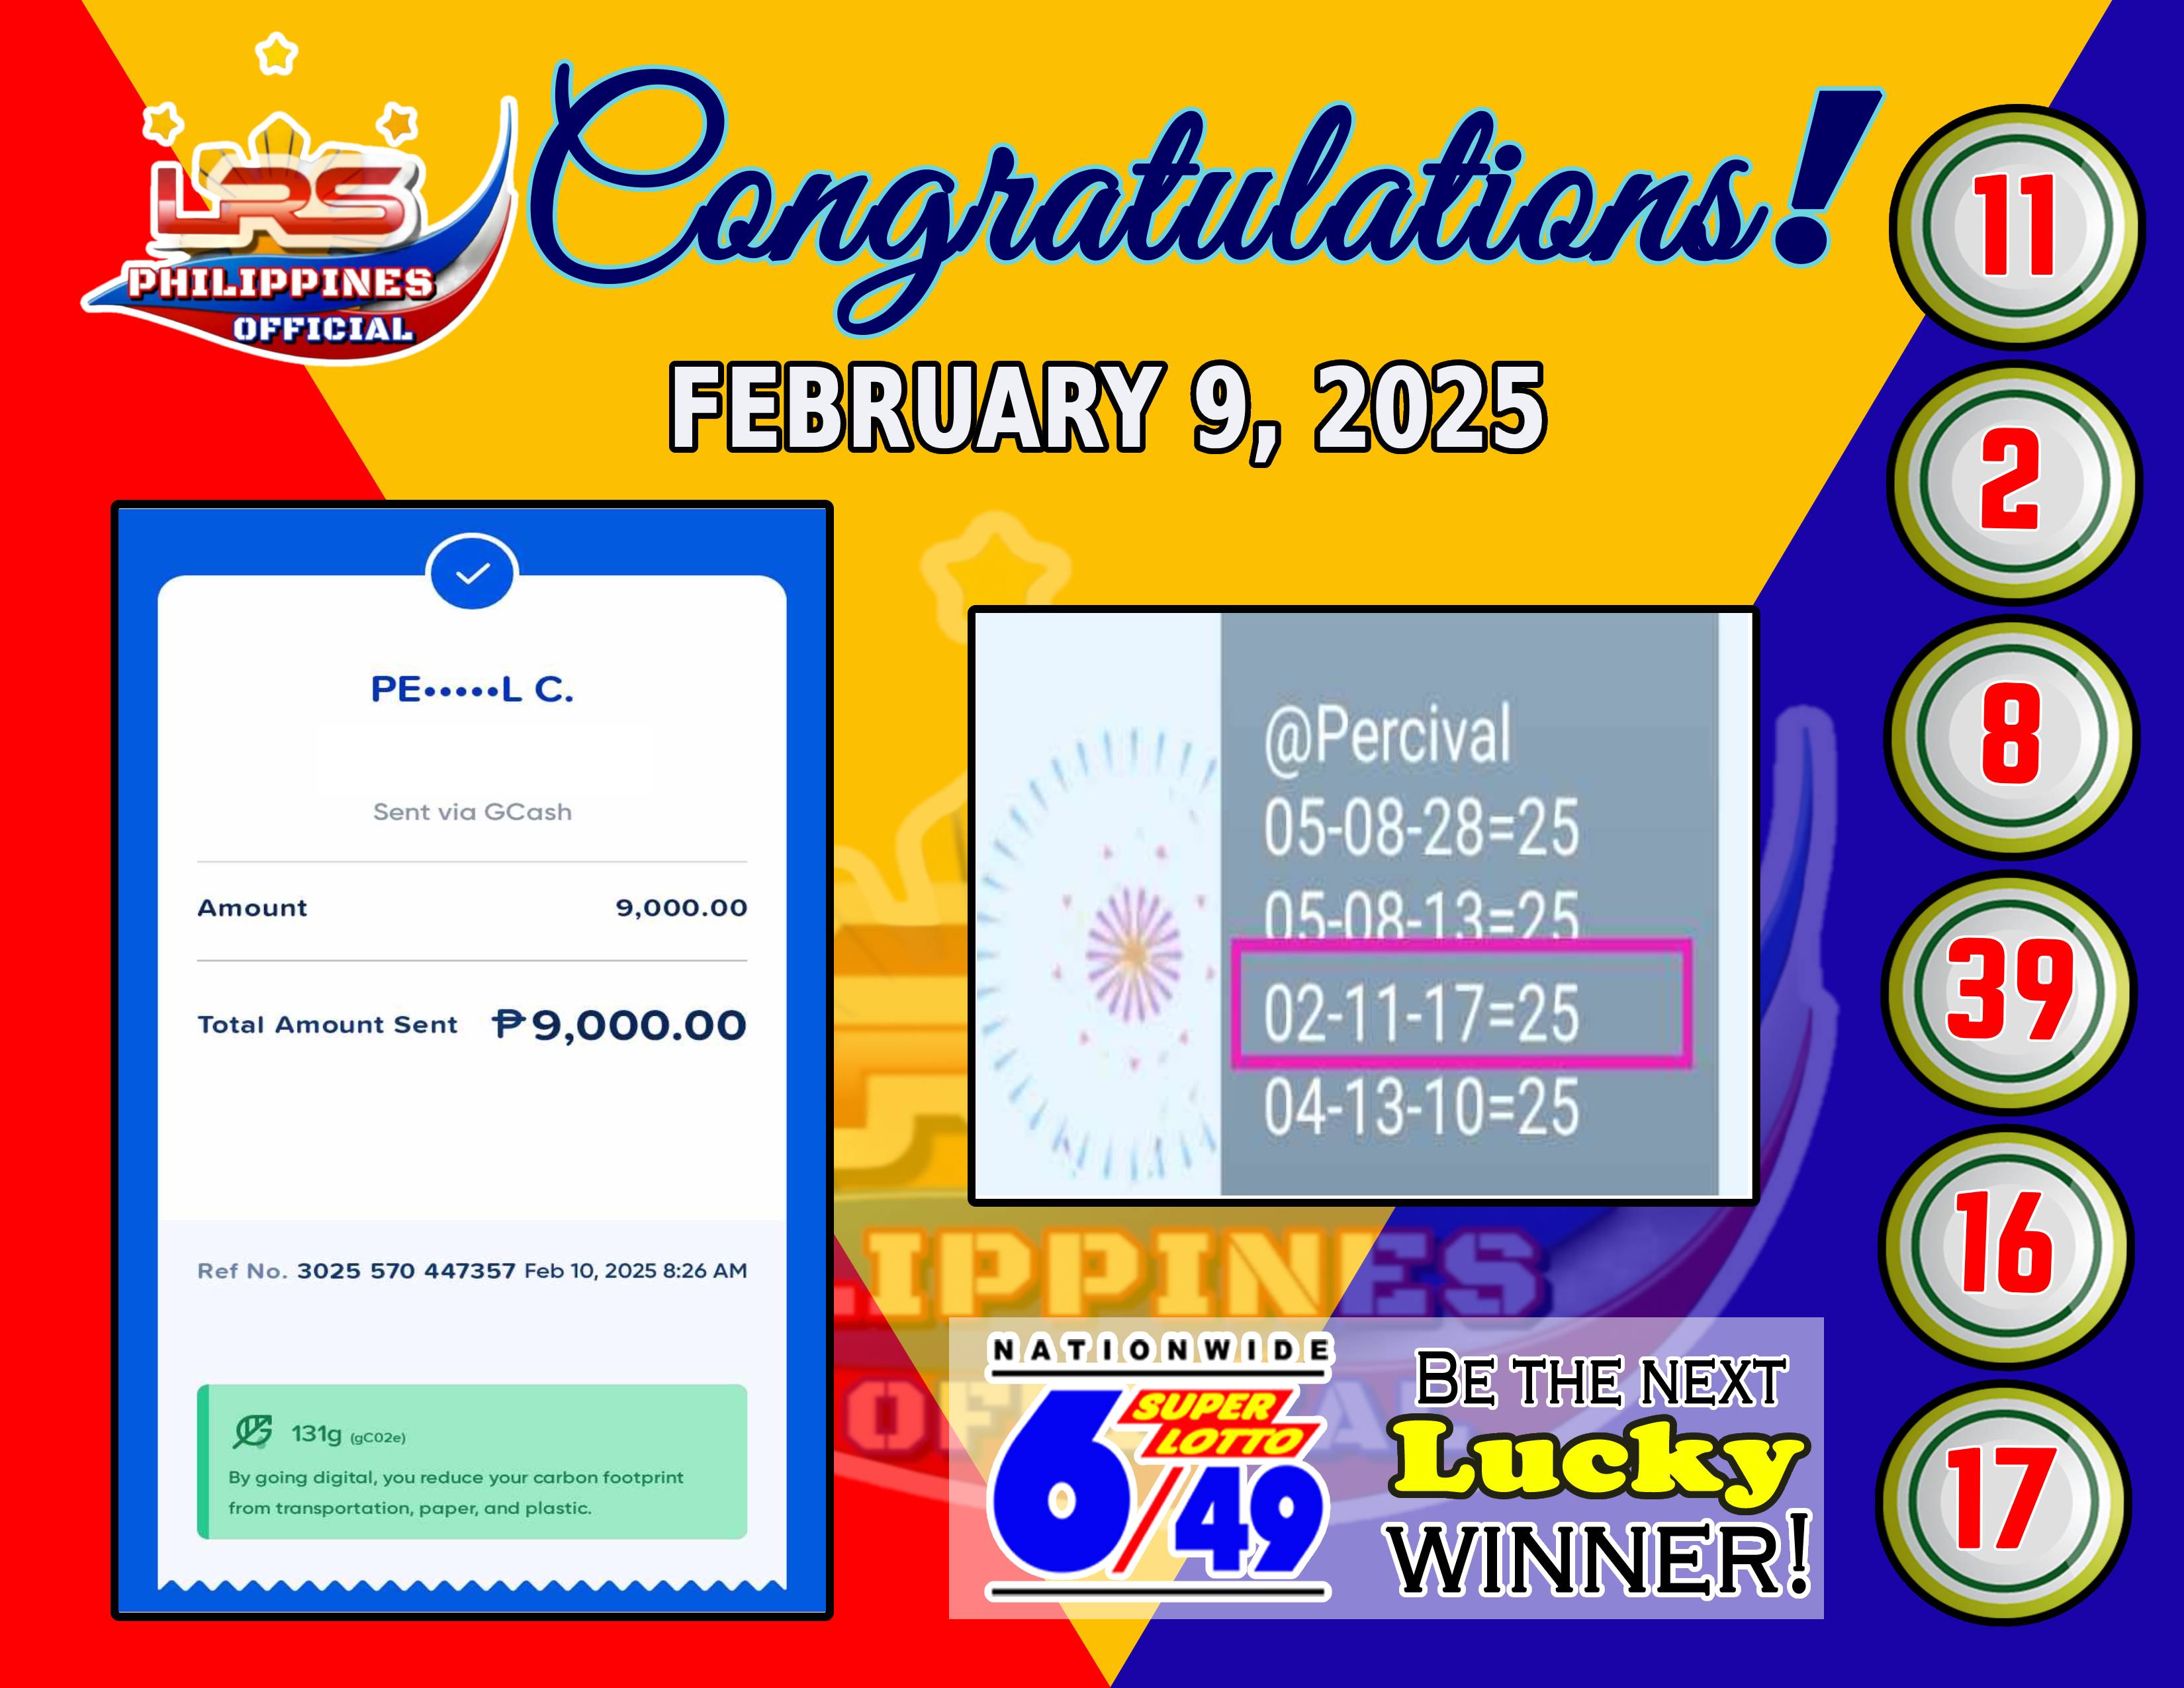 LRS
PHILIPPINES
OFFICIAL
Congratulations!
FEBRUARY 9, 2025
PE•••••L C.
Sent via GCash
Amount 9,000.00
Total Amount Sent ₱9,000.00
Ref No. 3025 570 447357 Feb 10, 2025 8:26 AM
131g (gCO2e)
By going digital, you reduce your carbon footprint
from transportation, paper, and plastic.
@Percival
05-08-28=25
05-08-13=25
02-11-17=25
04-13-10=25
NATIONWIDE
SUPER
LOTTO
6/49
BE THE NEXT
Lucky
WINNER!
11
2
8
39
16
17